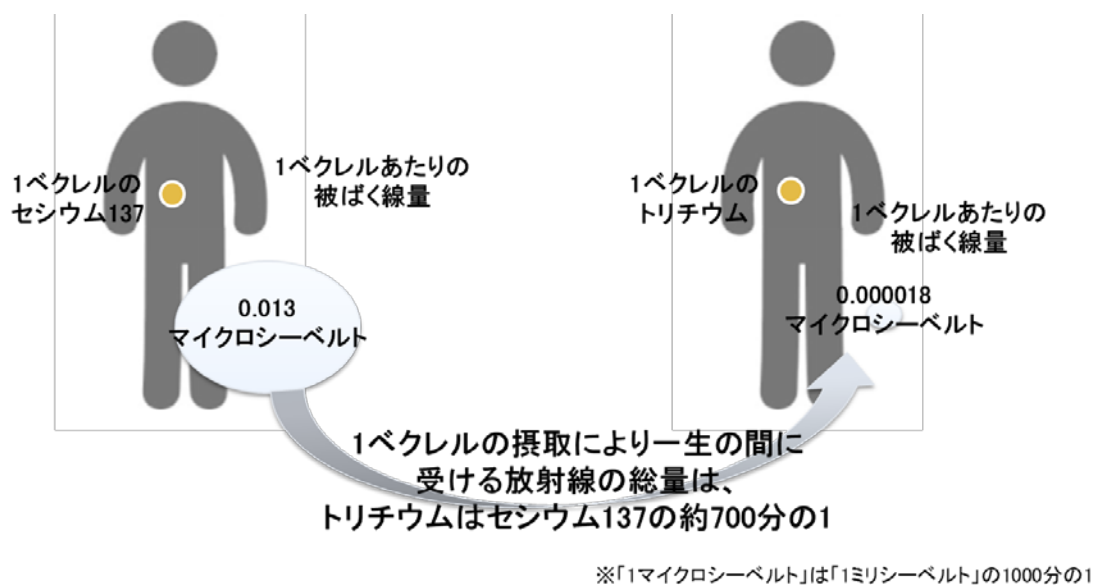 1ベクレルの
セシウム137
1ベクレルあたりの
被ばく線量
0.013
マイクロシーベルト
1ベクレルの
トリチウム
1ベクレルあたりの
被ばく線量
0.000018
マイクロシーベルト
1ベクレルの摂取により一生の間に
受ける放射線の総量は、
トリチウムはセシウム137の約700分の1
※「1マイクロシーベルト」は「1ミリシーベルト」の1000分の1